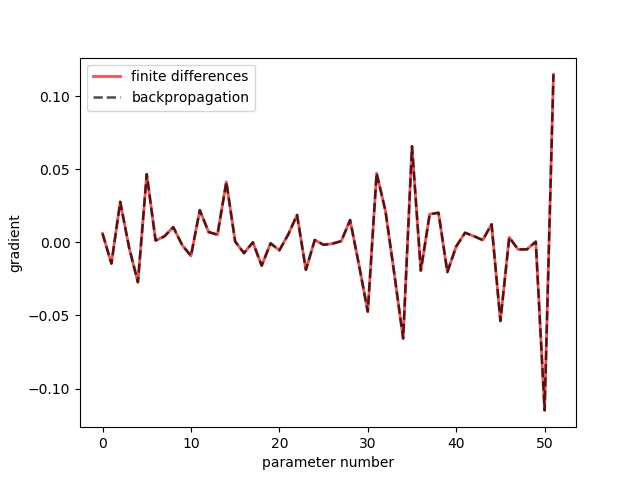 finite differences
backpropagation
0.10
0.05
0.00
−0.05
−0.10
gradient
0 10 20 30 40 50
parameter number